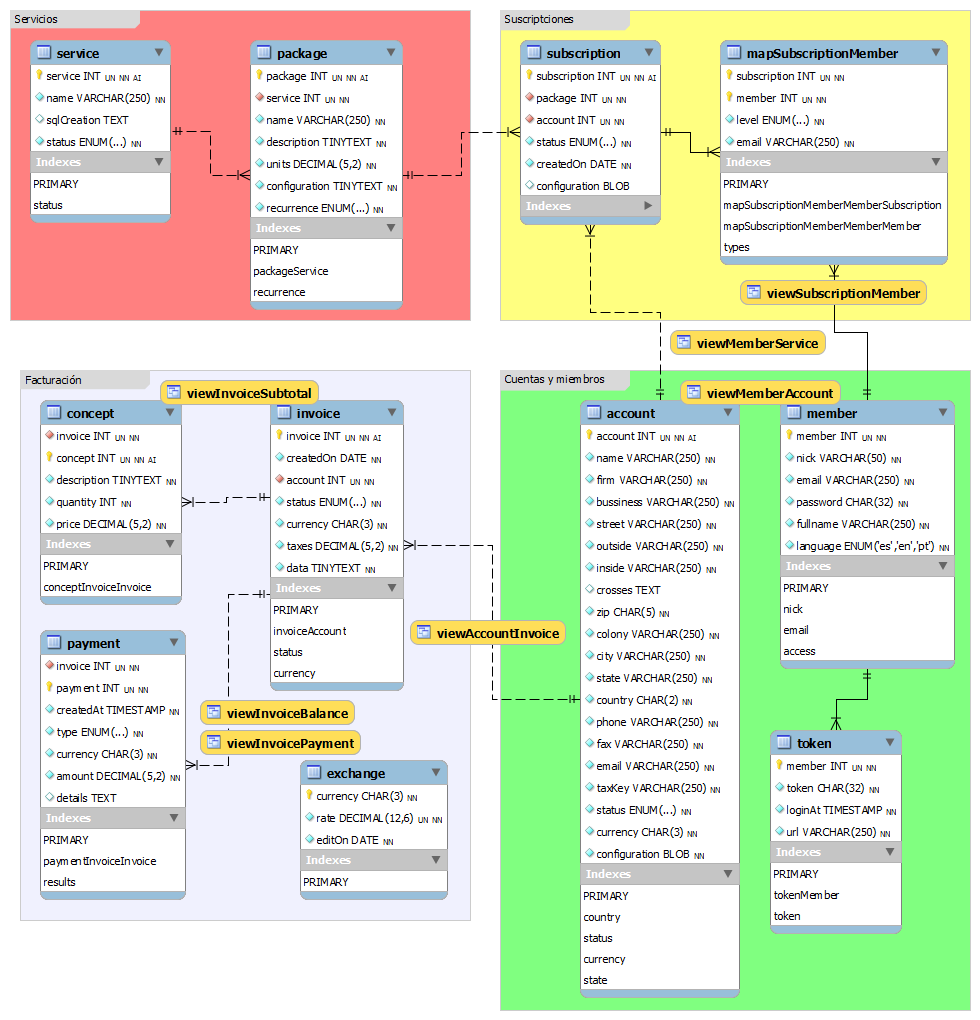 Servicios
service
service INT UN NN AI
name VARCHAR(250) NN
sqlCreation TEXT
status ENUM(...) NN
Indexes
PRIMARY
status
package
package INT UN NN AI
service INT UN NN
name VARCHAR(250) NN
description TINYTEXT NN
units DECIMAL(5,2) NN
configuration TINYTEXT NN
recurrence ENUM(...) NN
Indexes
PRIMARY
packageService
recurrence
Suscriptciones
subscription
subscription INT UN NN AI
package INT UN NN
account INT UN NN
status ENUM(...) NN
createdOn DATE NN
configuration BLOB
Indexes
mapSubscriptionMember
subscription INT UN NN
member INT UN NN
level ENUM(...) NN
email VARCHAR(250) NN
Indexes
PRIMARY
mapSubscriptionMemberMemberSubscription
mapSubscriptionMemberMemberMember
types
viewSubscriptionMember
viewMemberService
Facturación
viewInvoiceSubtotal
concept
invoice INT UN NN
concept INT UN NN AI
description TINYTEXT NN
quantity INT NN
price DECIMAL(5,2) NN
Indexes
PRIMARY
conceptInvoiceInvoice
invoice
invoice INT UN NN AI
createdOn DATE NN
account INT UN NN
status ENUM(...) NN
currency CHAR(3) NN
taxes DECIMAL(5,2) NN
data TINYTEXT NN
Indexes
PRIMARY
invoiceAccount
status
currency
payment
invoice INT UN NN
payment INT UN NN
createdAt TIMESTAMP NN
type ENUM(...) NN
currency CHAR(3) NN
amount DECIMAL(5,2) NN
details TEXT
Indexes
PRIMARY
paymentInvoiceInvoice
results
viewInvoiceBalance
viewInvoicePayment
exchange
currency CHAR(3) NN
rate DECIMAL(12,6) UN NN
editOn DATE NN
Indexes
PRIMARY
viewAccountInvoice
Cuentas y miembros
viewMemberAccount
account
account INT UN NN AI
name VARCHAR(250) NN
firm VARCHAR(250) NN
bussiness VARCHAR(250) NN
street VARCHAR(250) NN
outside VARCHAR(250) NN
inside VARCHAR(250) NN
crosses TEXT
zip CHAR(5) NN
colony VARCHAR(250) NN
city VARCHAR(250) NN
state VARCHAR(250) NN
country CHAR(2) NN
phone VARCHAR(250) NN
fax VARCHAR(250) NN
email VARCHAR(250) NN
taxKey VARCHAR(250) NN
status ENUM(...) NN
currency CHAR(3) NN
configuration BLOB NN
Indexes
PRIMARY
country
status
currency
state
member
member INT UN NN
nick VARCHAR(50) NN
email VARCHAR(250) NN
password CHAR(32) NN
fullname VARCHAR(250) NN
language ENUM('es','en','pt') NN
Indexes
PRIMARY
nick
email
access
token
member INT UN NN
token CHAR(32) NN
loginAt TIMESTAMP NN
url VARCHAR(250) NN
Indexes
PRIMARY
tokenMember
token